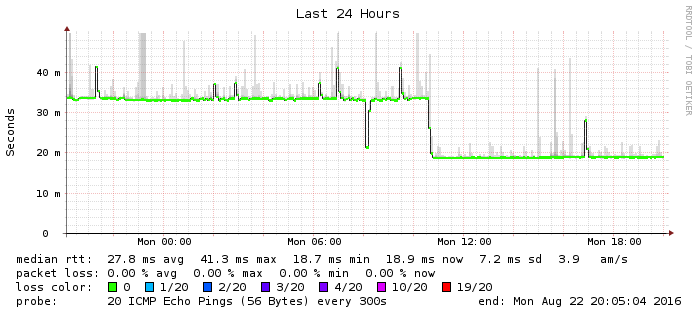 Last 24 Hours
RRDTOOL / TOBI OETIKER
Seconds
40 m
30 m
20 m
10 m
0
Mon 00:00 Mon 06:00 Mon 12:00 Mon 18:00
median rtt: 27.8 ms avg 41.3 ms max 18.7 ms min 18.9 ms now 7.2 ms sd 3.9 am/s
packet loss: 0.00 % avg 0.00 % max 0.00 % min 0.00 % now
loss color: 0 1/20 2/20 3/20 4/20 10/20 19/20
probe: 20 ICMP Echo Pings (56 Bytes) every 300s end: Mon Aug 22 20:05:04 2016